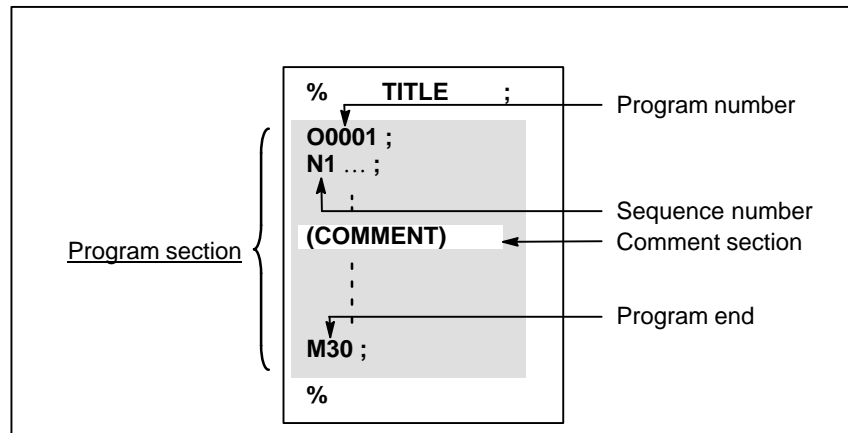 % TITLE ;
Program number
O0001 ;
N1 … ;
Sequence number
(COMMENT)
Comment section
Program section
Program end
M30 ;
%